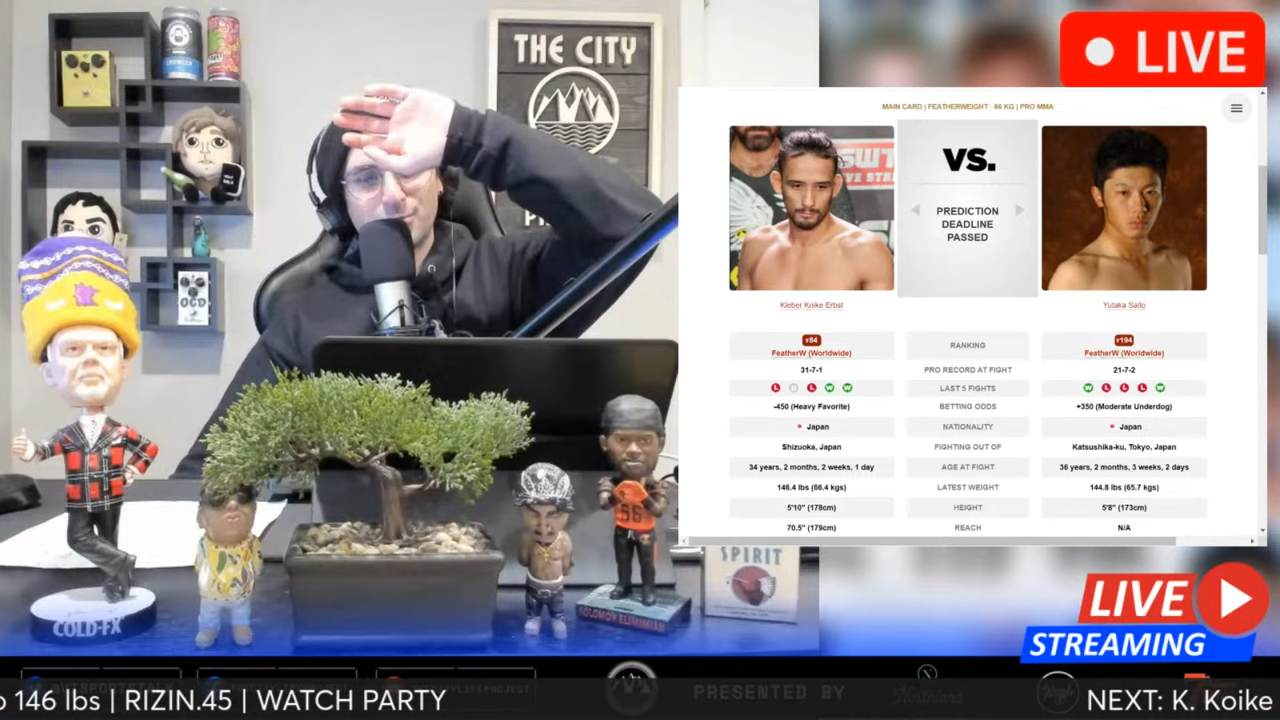 THE CITY
LIVE
MAIN CARD | FEATHERWEIGHT · 66 KG | PRO MMA
VS.
PREDICTION
DEADLINE
PASSED
Kleber Koike Erbst
Yutaka Saito
#84
FeatherW (Worldwide)
RANKING
#194
FeatherW (Worldwide)
31-7-1
PRO RECORD AT FIGHT
21-7-2
L
L
W
W
LAST 5 FIGHTS
W
L
L
L
W
-450 (Heavy Favorite)
BETTING ODDS
+350 (Moderate Underdog)
Japan
NATIONALITY
Japan
Shizuoka, Japan
FIGHTING OUT OF
Katsushika-ku, Tokyo, Japan
34 years, 2 months, 2 weeks, 1 day
AGE AT FIGHT
36 years, 2 months, 3 weeks, 2 days
146.4 lbs (66.4 kgs)
LATEST WEIGHT
144.8 lbs (65.7 kgs)
5'10" (178cm)
HEIGHT
5'8" (173cm)
70.5" (179cm)
REACH
N/A
OCD
COLD-FX
56
SOLOMON ELIMIMIAN
SPIRIT
LIVE
STREAMING
PRESENTED BY
o 146 lbs | RIZIN.45 | WATCH PARTY
NEXT: K. Koike